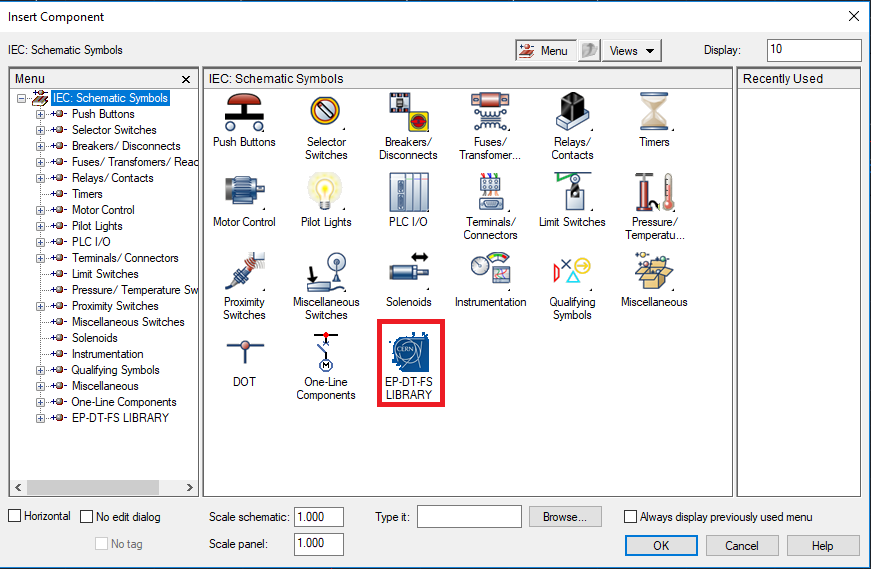 Insert Component
IEC: Schematic Symbols
Menu
Views
Display:
10
Menu
IEC: Schematic Symbols
Push Buttons
Selector Switches
Breakers/ Disconnects
Fuses/ Transfomers/ Reac
Relays/ Contacts
Timers
Motor Control
Pilot Lights
PLC I/O
Terminals/ Connectors
Limit Switches
Pressure/ Temperature Sw
Proximity Switches
Miscellaneous Switches
Solenoids
Instrumentation
Qualifying Symbols
Miscellaneous
One-Line Components
EP-DT-FS LIBRARY
IEC: Schematic Symbols
Push Buttons
Selector
Switches
Breakers/
Disconnects
Fuses/
Transfomer...
Relays/
Contacts
Timers
Motor Control
Pilot Lights
PLC I/O
Terminals/
Connectors
Limit Switches
Pressure/
Temperatu...
Proximity
Switches
Miscellaneous
Switches
Solenoids
Instrumentation
Qualifying
Symbols
Miscellaneous
DOT
One-Line
Components
CERN
EP-DT-FS
LIBRARY
Recently Used
Horizontal
No edit dialog
No tag
Scale schematic:
1.000
Scale panel:
1.000
Type it:
Browse...
Always display previously used menu
OK
Cancel
Help